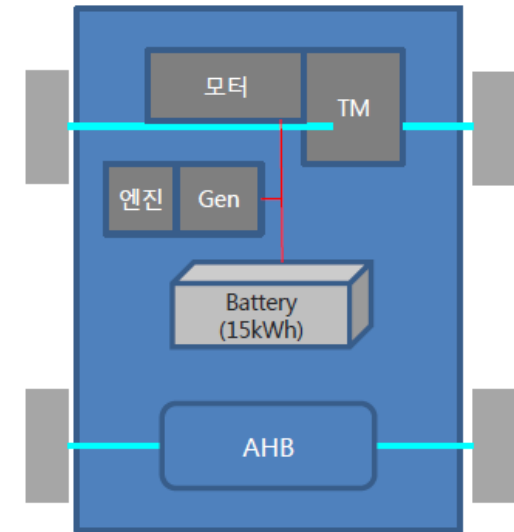 모터
TM
엔진
Gen
Battery
(15kWh)
AHB